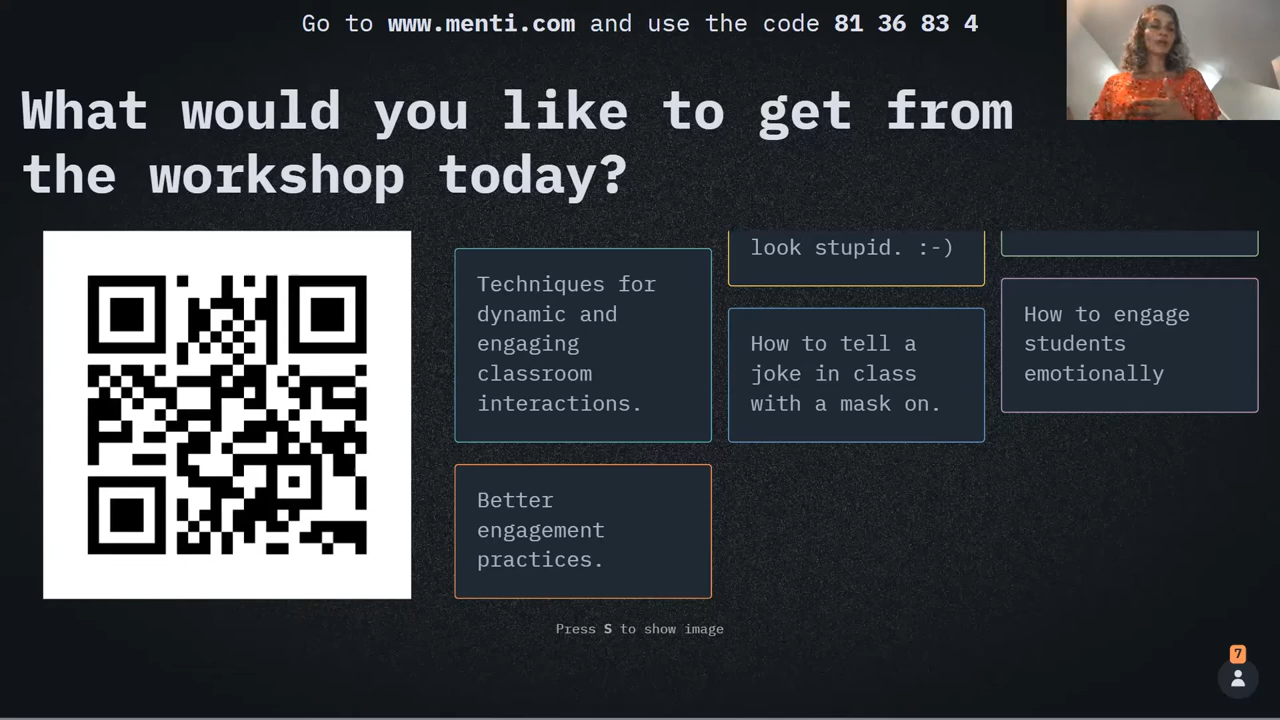 Go to www.menti.com and use the code 81 36 83 4
What would you like to get from
the workshop today?
Techniques for
dynamic and
engaging
classroom
interactions.
Better
engagement
practices.
look stupid. :-)
How to tell a
joke in class
with a mask on.
How to engage
students
emotionally
Press S to show image
7